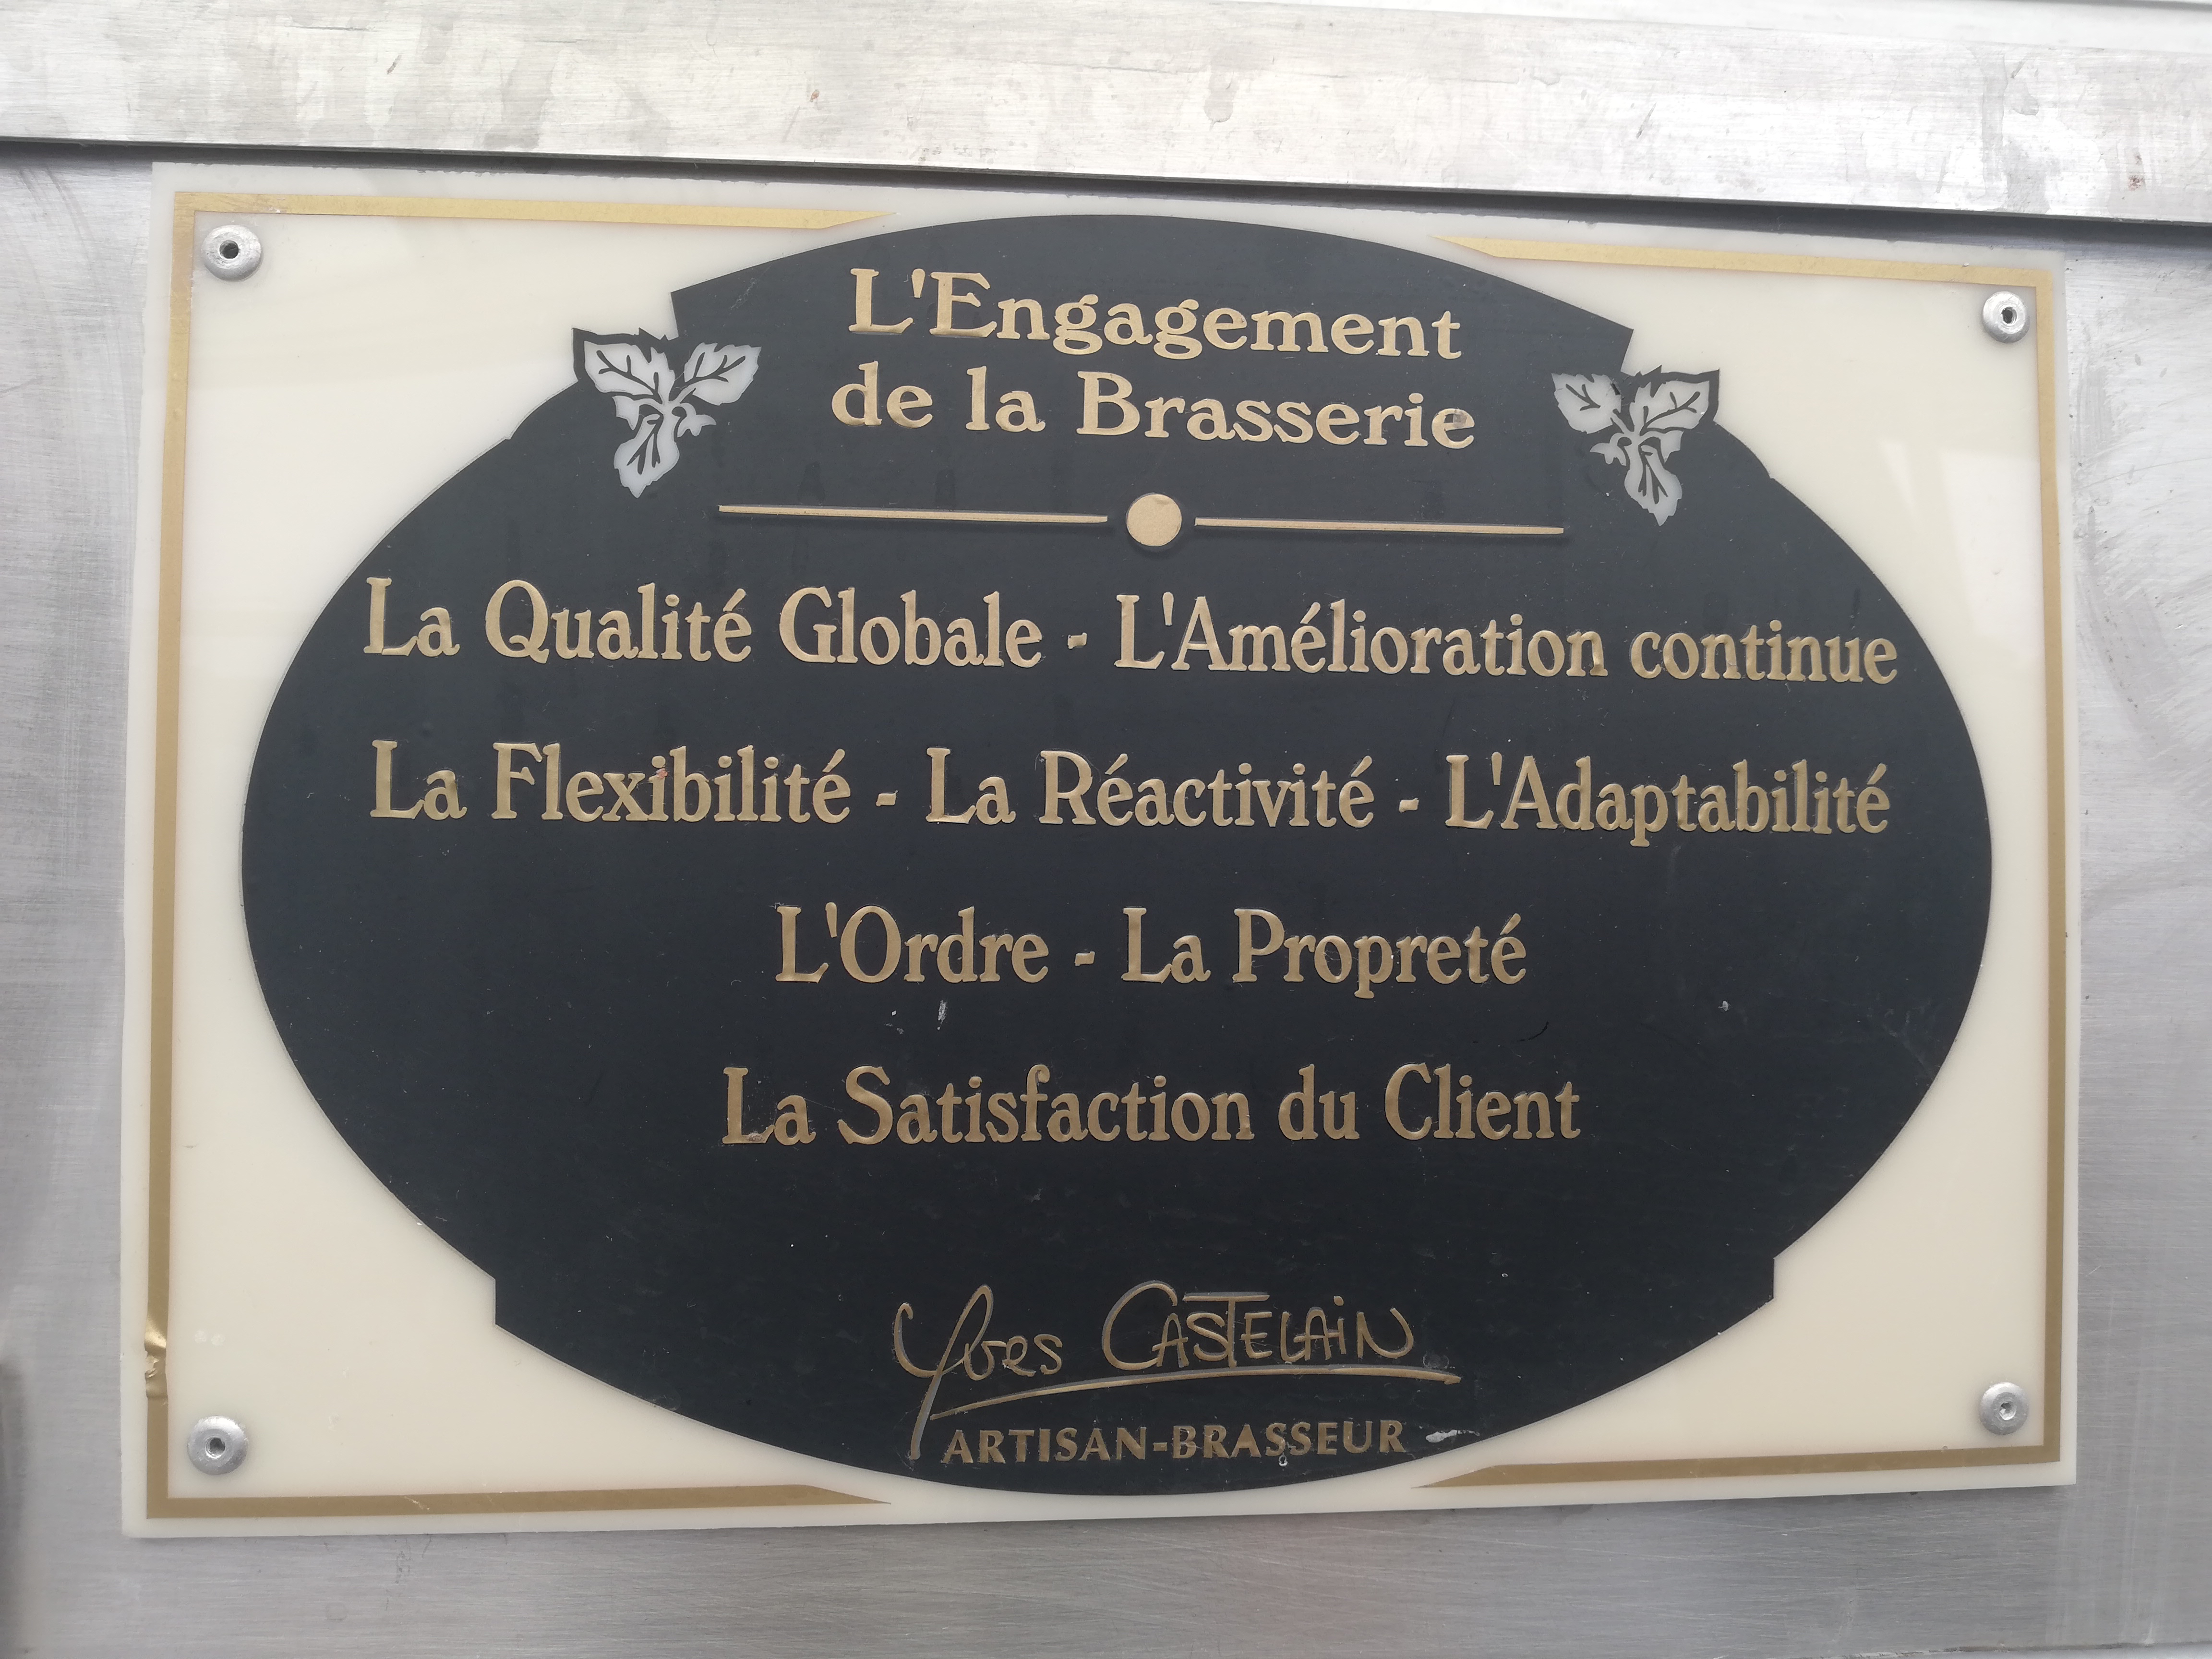 L'Engagement
de la Brasserie
La Qualité Globale - L'Amélioration continue
La Flexibilité - La Réactivité - L'Adaptabilité
L'Ordre - La Propreté
La Satisfaction du Client
Yves CASTELAiN
ARTISAN-BRASSEUR